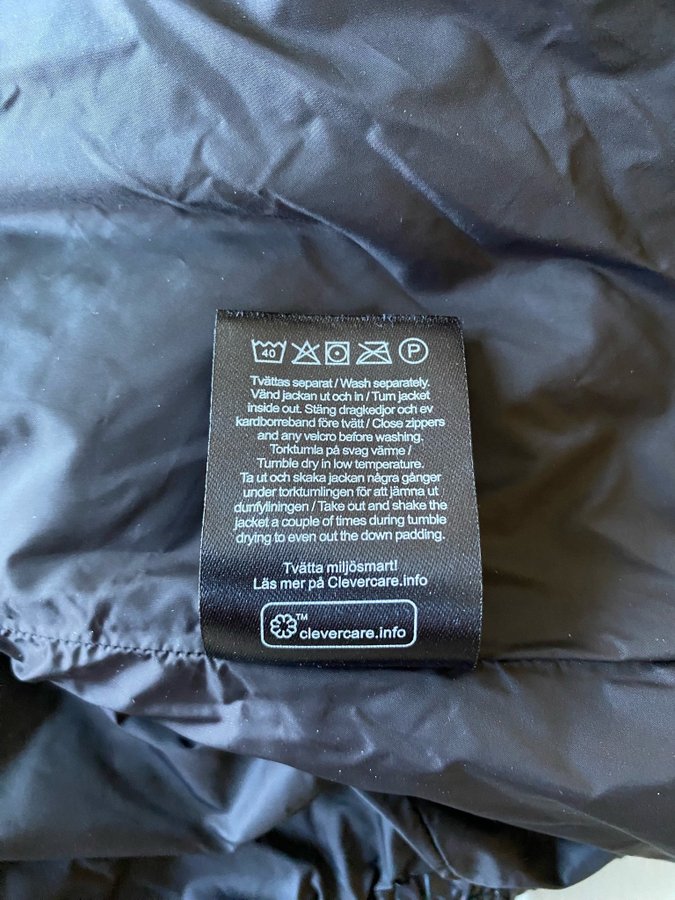 40 P
Tvättas separat / Wash separately.
Vänd jackan ut och in / Turn jacket
inside out. Stäng dragkedjor och ev
kardborreband före tvätt / Close zippers
and any velcro before washing.
Torktumla på svag värme /
Tumble dry in low temperature.
Ta ut och skaka jackan några gånger
under torktumlingen för att jämna ut
dunfyllningen / Take out and shake the
jacket a couple of times during tumble
drying to even out the down padding.
Tvätta miljösmart!
Läs mer på Clevercare.info
TM
clevercare.info